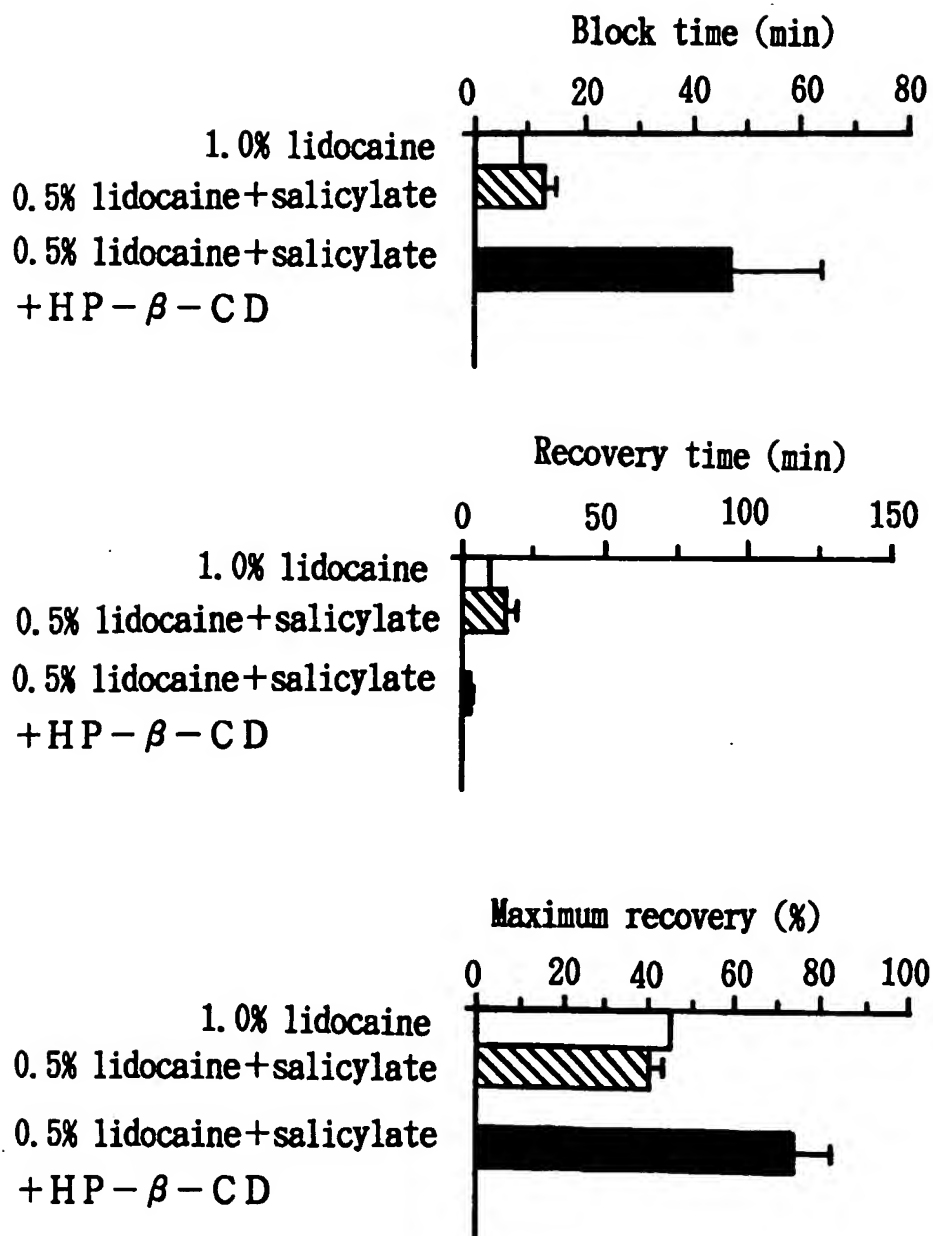 Block time (min)
0 20 40 60 80
1.0% lidocaine
0.5% lidocaine+salicylate
0.5% lidocaine+salicylate
+HP-β-CD
Recovery time (min)
0 50 100 150
1.0% lidocaine
0.5% lidocaine+salicylate
0.5% lidocaine+salicylate
+HP-β-CD
Maximum recovery (%)
0 20 40 60 80 100
1.0% lidocaine
0.5% lidocaine+salicylate
0.5% lidocaine+salicylate
+HP-β-CD